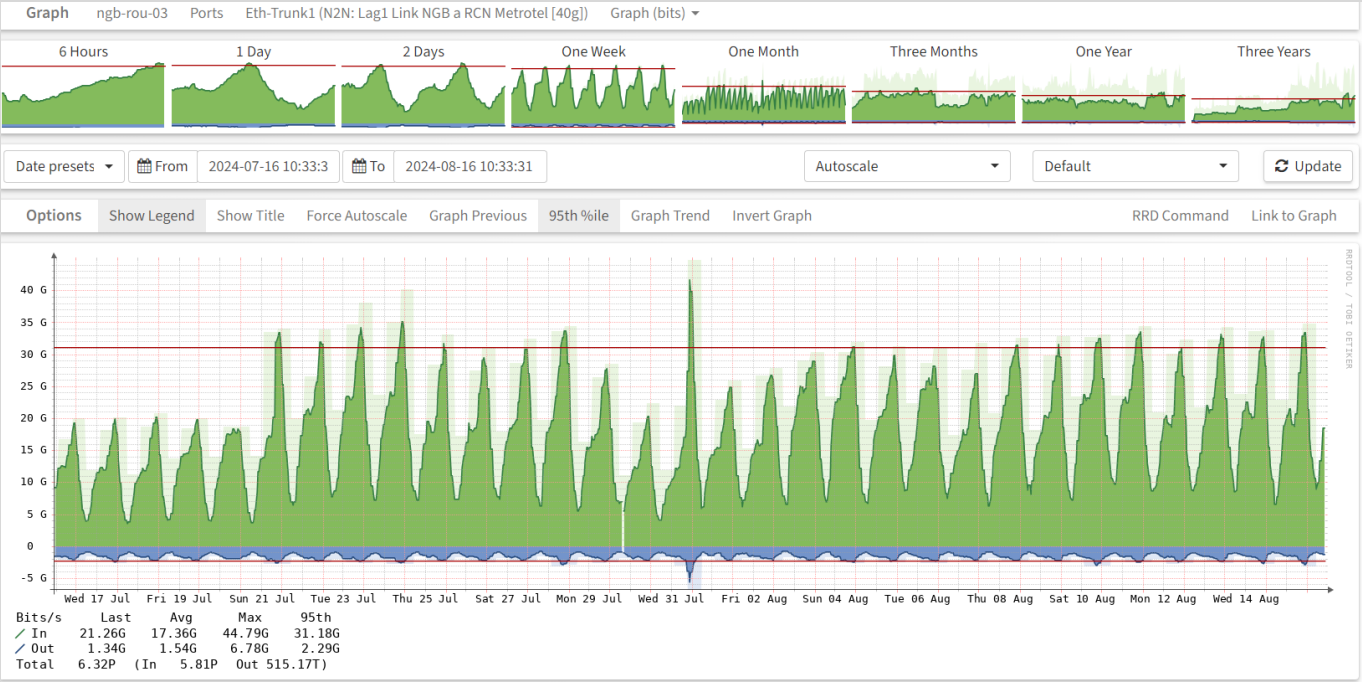 Graph ngb-rou-03 Ports Eth-Trunk1 (N2N: Lag1 Link NGB a RCN Metrotel [40g]) Graph (bits)
6 Hours 1 Day 2 Days One Week One Month Three Months One Year Three Years
Date presets From 2024-07-16 10:33:3 To 2024-08-16 10:33:31 Autoscale Default Update
Options Show Legend Show Title Force Autoscale Graph Previous 95th %ile Graph Trend Invert Graph RRD Command Link to Graph
RRDTOOL / TOBI OETIKER
40 G
35 G
30 G
25 G
20 G
15 G
10 G
5 G
0
-5 G
Wed 17 Jul Fri 19 Jul Sun 21 Jul Tue 23 Jul Thu 25 Jul Sat 27 Jul Mon 29 Jul Wed 31 Jul Fri 02 Aug Sun 04 Aug Tue 06 Aug Thu 08 Aug Sat 10 Aug Mon 12 Aug Wed 14 Aug
Bits/s Last Avg Max 95th
In 21.26G 17.36G 44.79G 31.18G
Out 1.34G 1.54G 6.78G 2.29G
Total 6.32P (In 5.81P Out 515.17T)